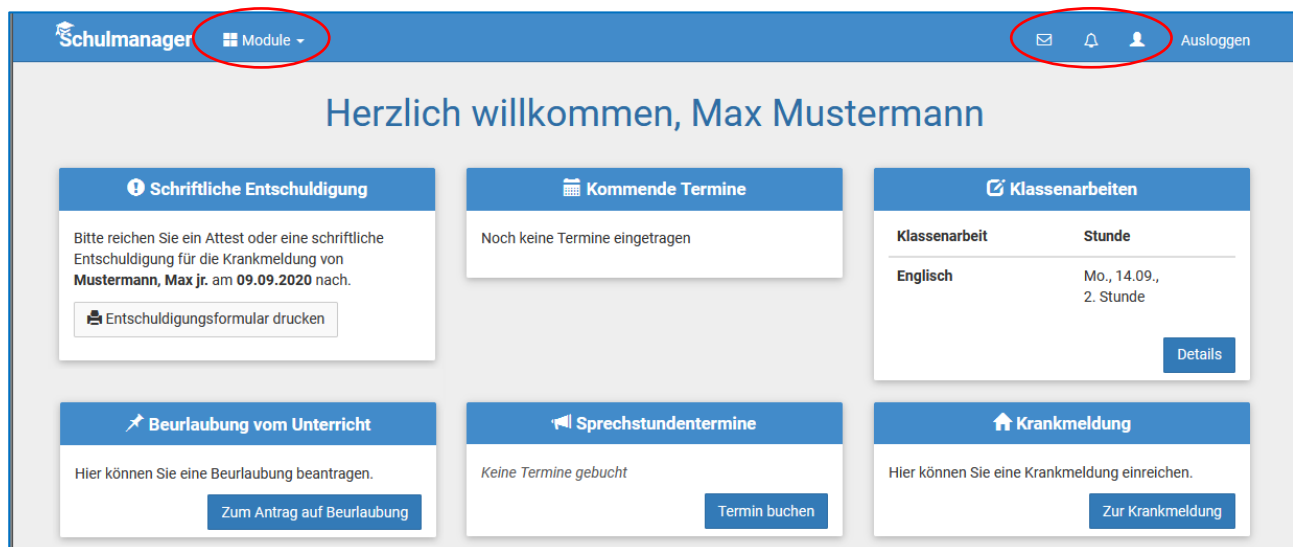 Schulmanager Module Ausloggen
Herzlich willkommen, Max Mustermann
Schriftliche Entschuldigung
Bitte reichen Sie ein Attest oder eine schriftliche
Entschuldigung für die Krankmeldung von
Mustermann, Max jr. am 09.09.2020 nach.
Entschuldigungsformular drucken
Kommende Termine
Noch keine Termine eingetragen
Klassenarbeiten
Klassenarbeit Stunde
Englisch Mo., 14.09.,
2. Stunde
Details
Beurlaubung vom Unterricht
Hier können Sie eine Beurlaubung beantragen.
Zum Antrag auf Beurlaubung
Sprechstundentermine
Keine Termine gebucht
Termin buchen
Krankmeldung
Hier können Sie eine Krankmeldung einreichen.
Zur Krankmeldung